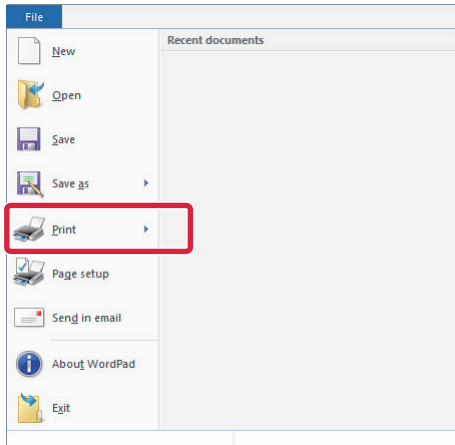 File
Recent documents
New
Open
Save
Save as
Print
Page setup
Send in email
About WordPad
Exit